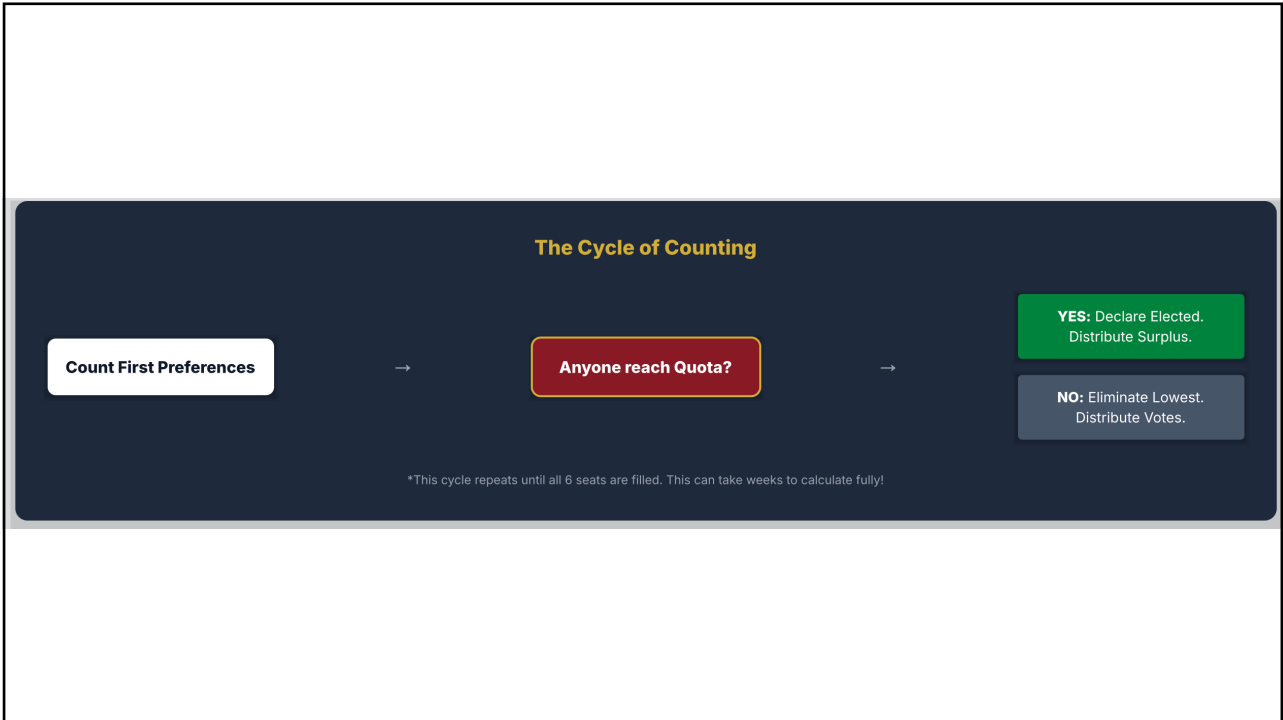 The Cycle of Counting
Count First Preferences
→
Anyone reach Quota?
→
YES: Declare Elected.
Distribute Surplus.
NO: Eliminate Lowest.
Distribute Votes.
*This cycle repeats until all 6 seats are filled. This can take weeks to calculate fully!